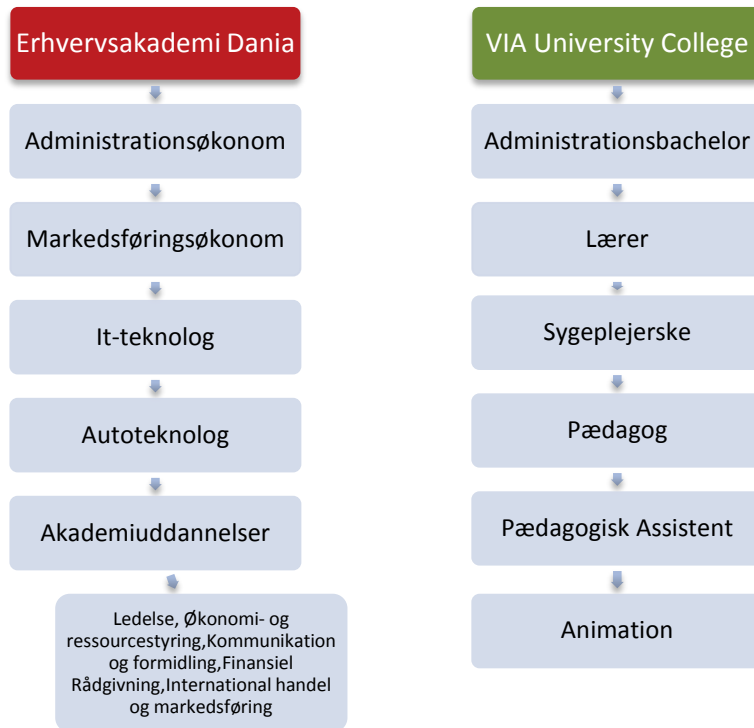 Erhvervsakademi Dania
Administrationsøkonom
Markedsføringsøkonom
It-teknolog
Autoteknolog
Akademiuddannelser
Ledelse, Økonomi- og
ressourcestyring,Kommunikation
og formidling,Finansiel
Rådgivning,International handel
og markedsføring
VIA University College
Administrationsbachelor
Lærer
Sygeplejerske
Pædagog
Pædagogisk Assistent
Animation